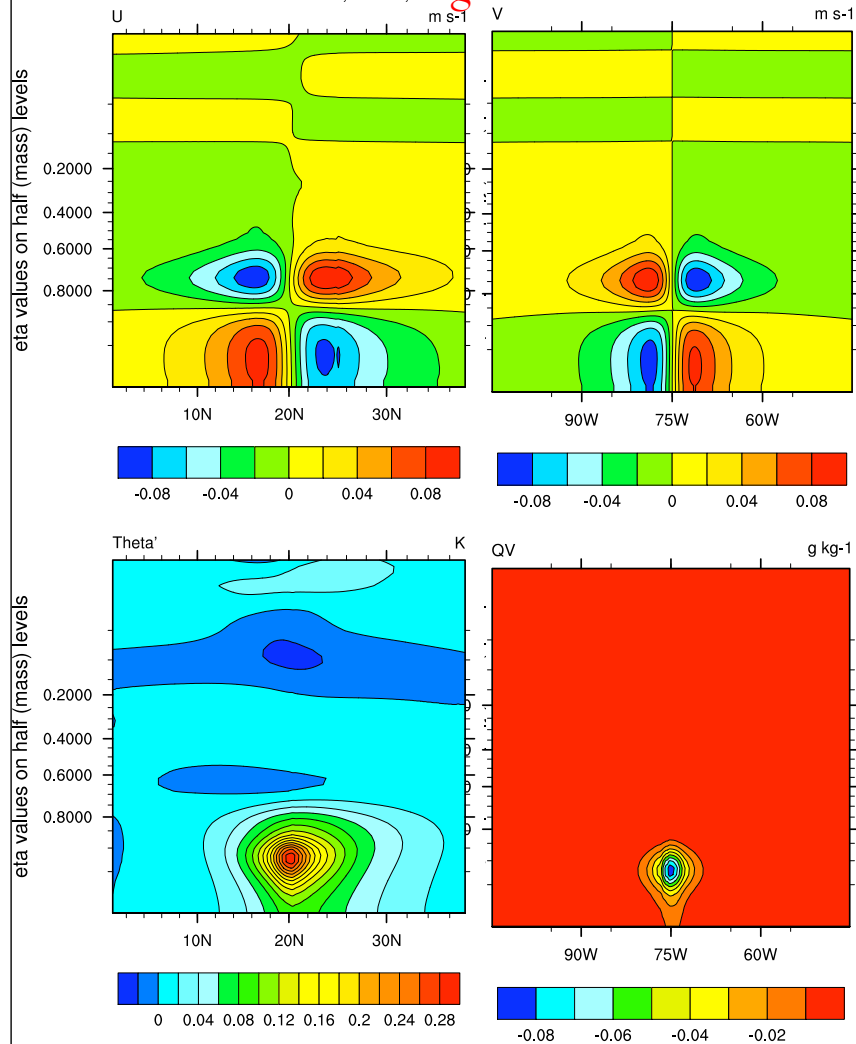 U m s-1
V m s-1
eta values on half (mass) levels
0.2000
0.4000
0.6000
0.8000
10N 20N 30N
90W 75W 60W
-0.08 -0.04 0 0.04 0.08
-0.08 -0.04 0 0.04 0.08
Theta' K
QV g kg-1
eta values on half (mass) levels
0.2000
0.4000
0.6000
0.8000
10N 20N 30N
90W 75W 60W
0 0.04 0.08 0.12 0.16 0.2 0.24 0.28
-0.08 -0.06 -0.04 -0.02